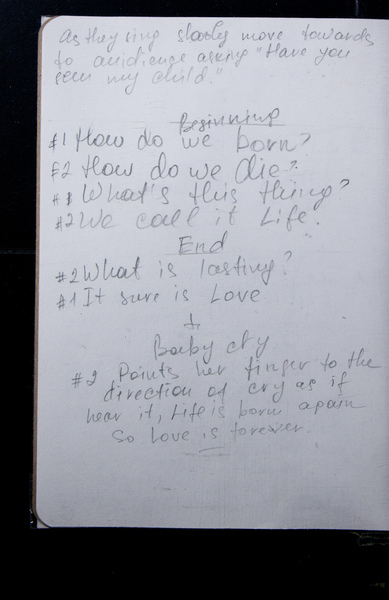 As they sing slowly move towards
to auidience asking "Have you
seen my child."
Beginning
#1 How do we born?
#2 How do we die?
#1 What's this thing?
#2 We call it Life.
End
#2 What is lasting?
#1 It sure is Love
+
Baby cry
#2 Points her finger to the
direction of cry as if
hear it, Life is born again
So Love is forever.